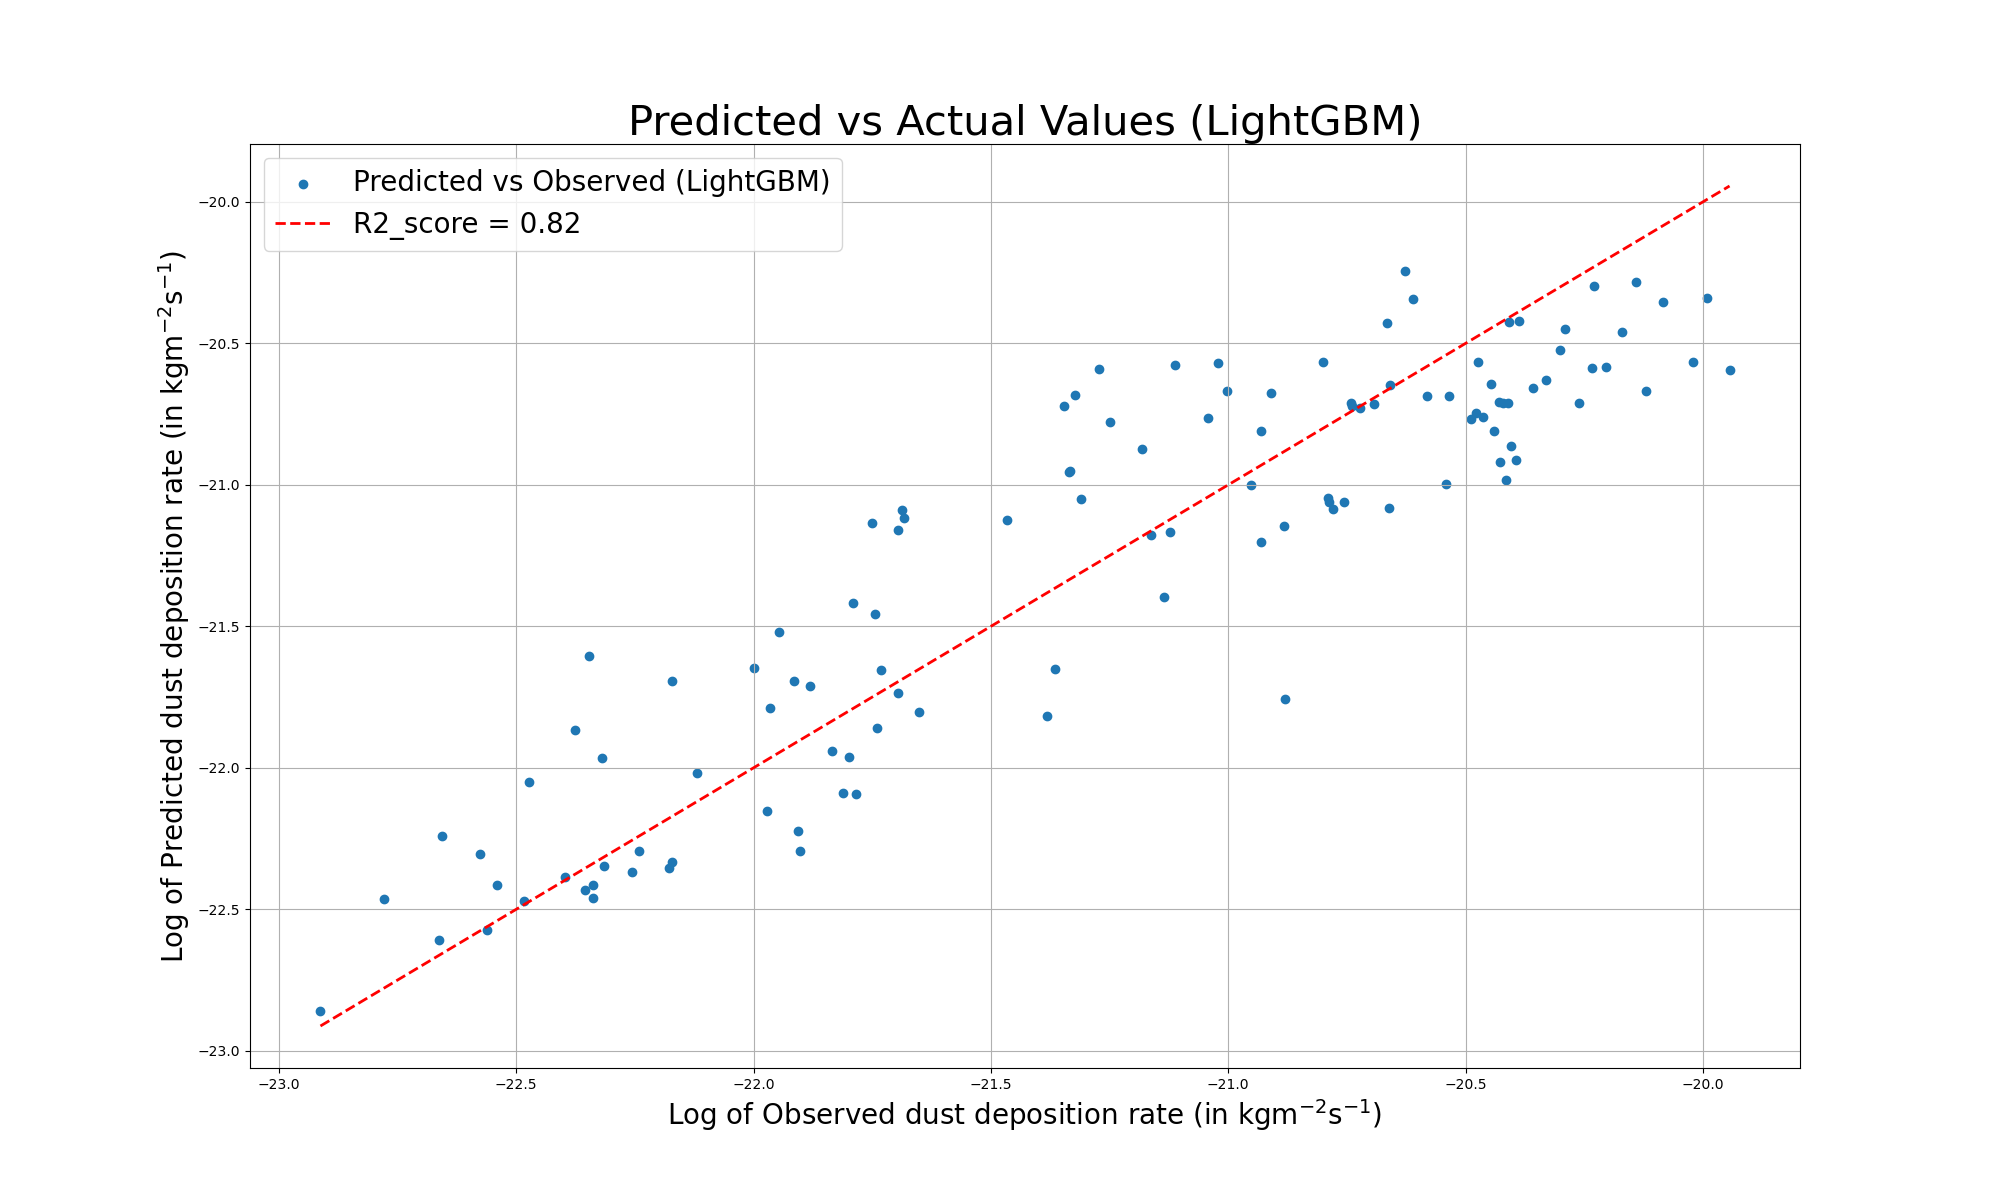 Predicted vs Actual Values (LightGBM)
Predicted vs Observed (LightGBM)
R2_score = 0.82
Log of Predicted dust deposition rate (in kgm⁻²s⁻¹)
−20.0
−20.5
−21.0
−21.5
−22.0
−22.5
−23.0
−23.0 −22.5 −22.0 −21.5 −21.0 −20.5 −20.0
Log of Observed dust deposition rate (in kgm⁻²s⁻¹)